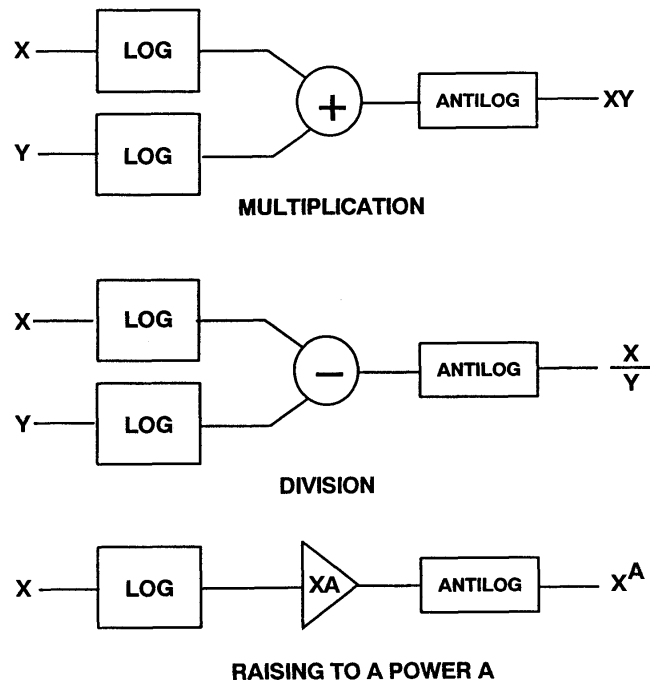 X LOG
+ ANTILOG XY
Y LOG
MULTIPLICATION
X LOG
− ANTILOG X/Y
Y LOG
DIVISION
X LOG XA ANTILOG X^A
RAISING TO A POWER A